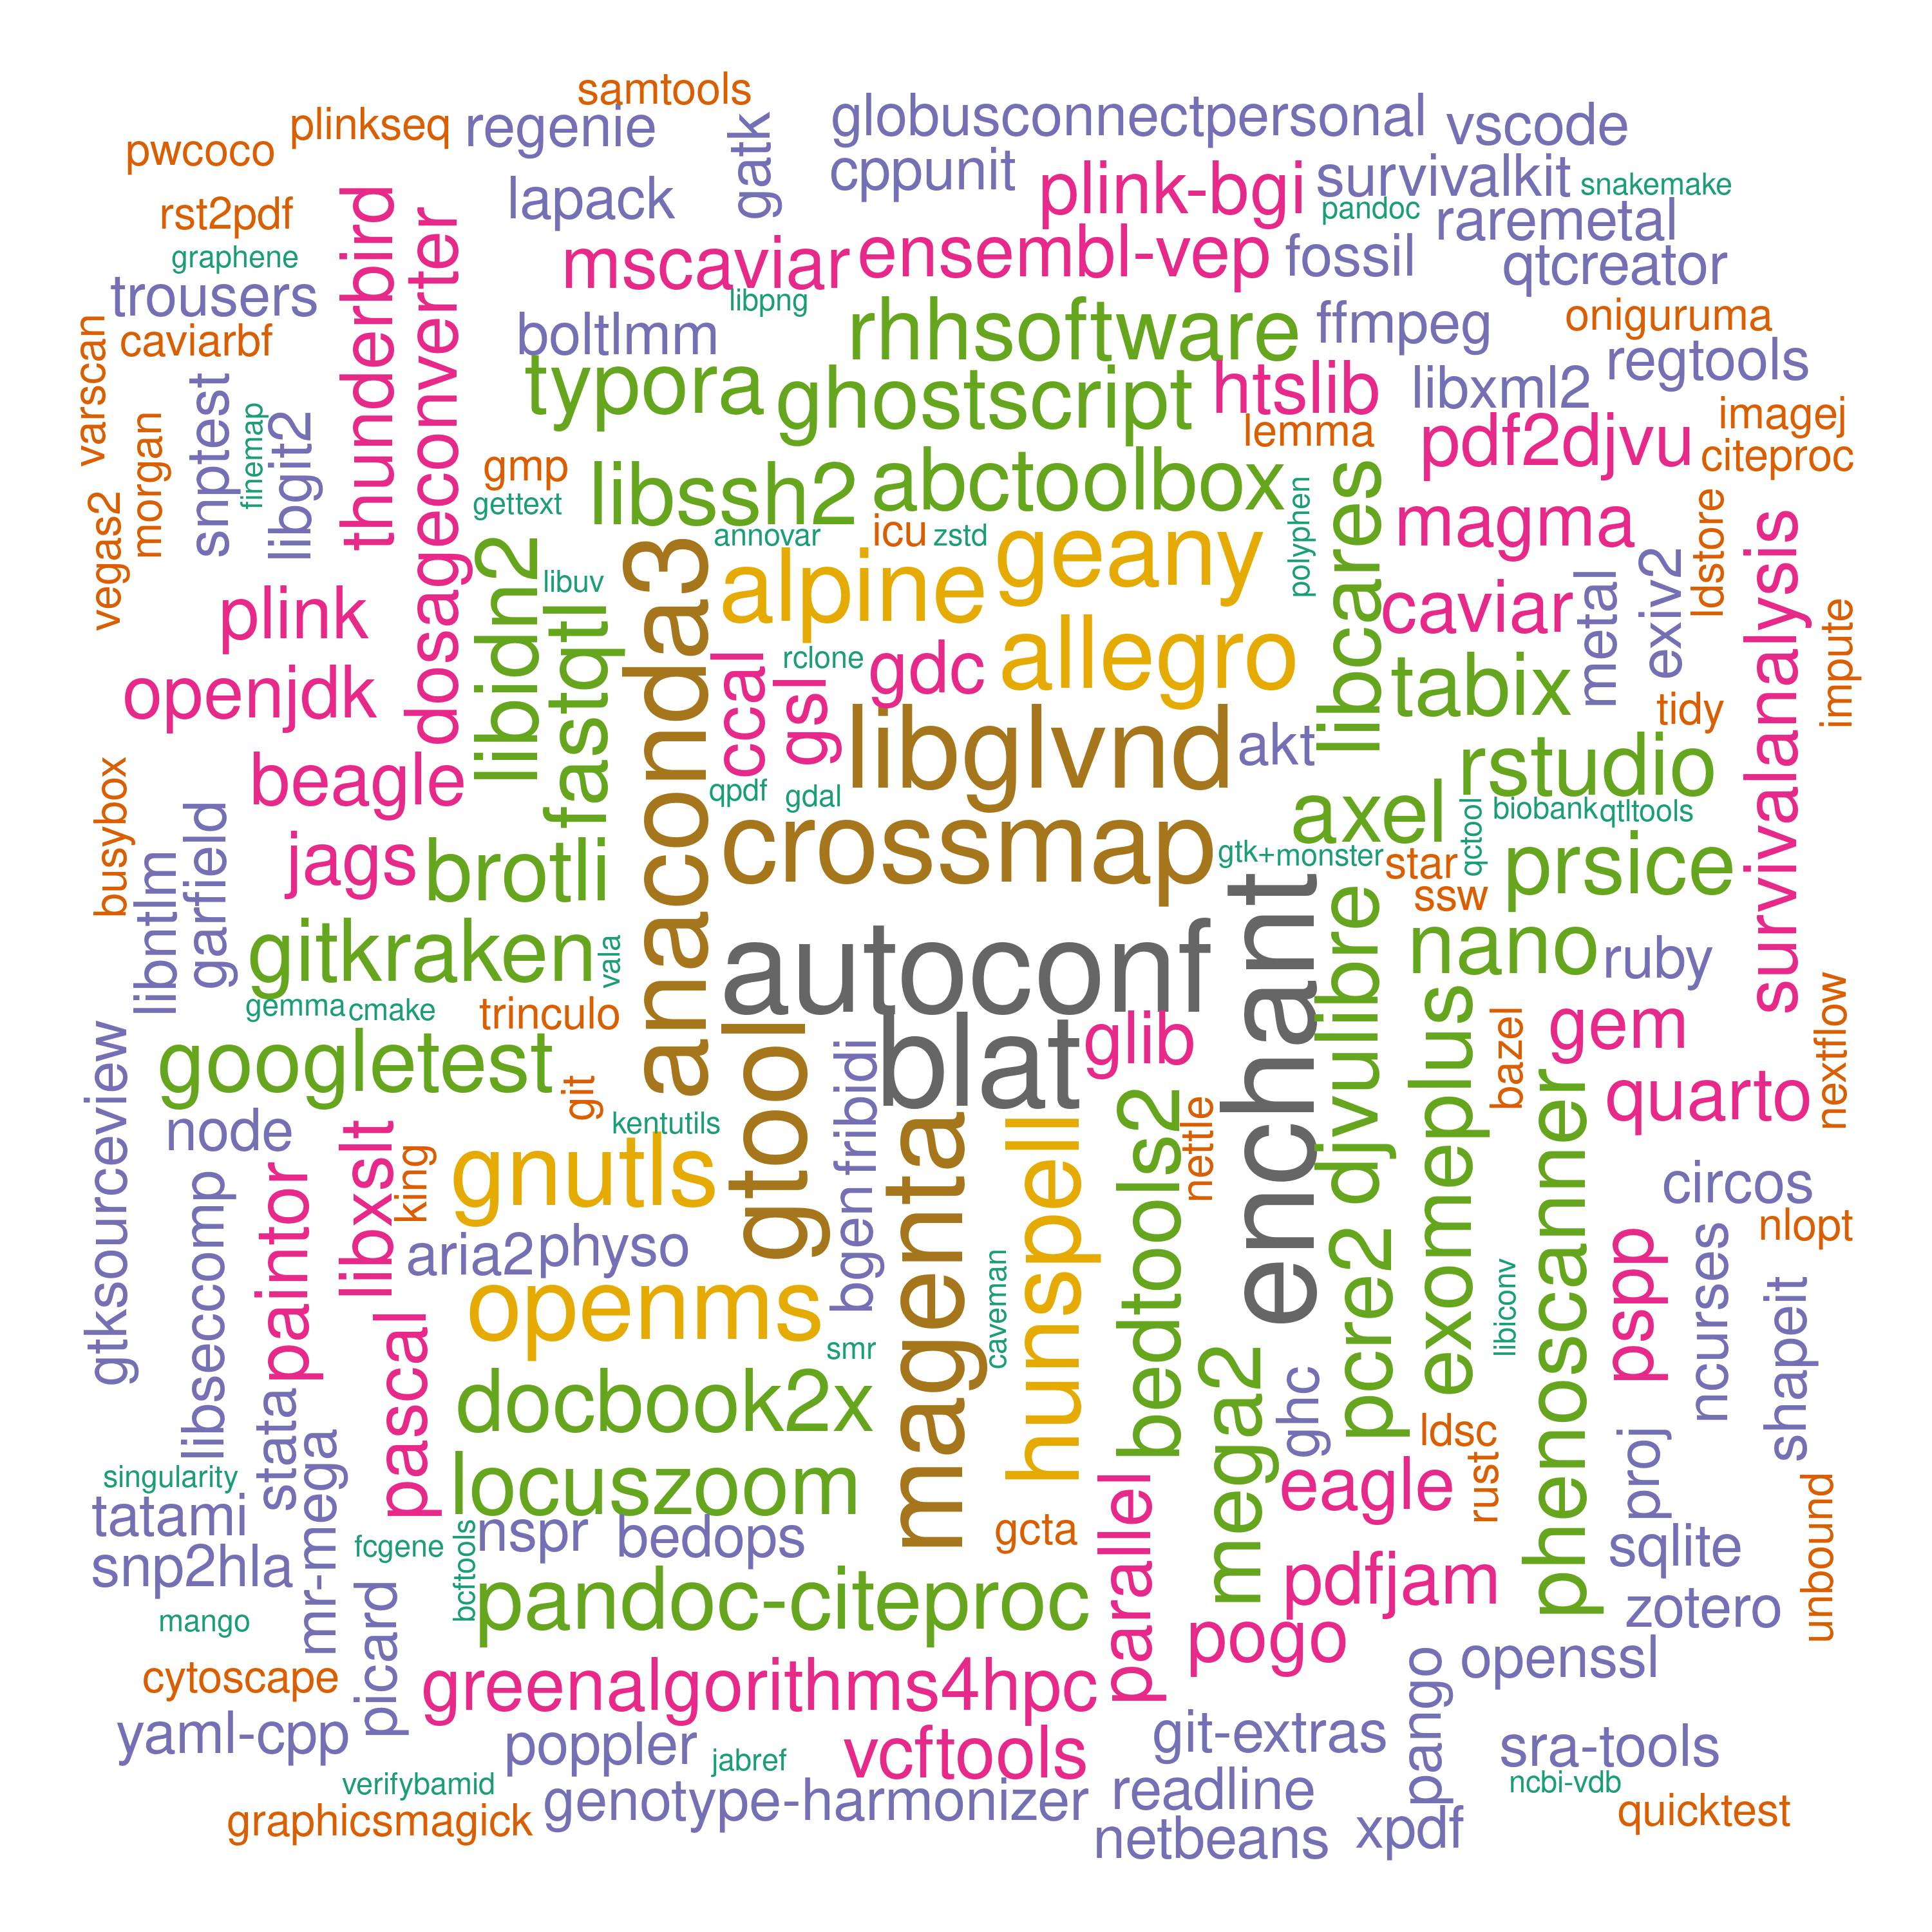 samtools
plinkseq
regenie
gatk
globusconnectpersonal
vscode
pwcoco
cppunit
plink-bgi
survivalkit
snakemake
rst2pdf
lapack
pandoc
raremetal
graphene
thunderbird
dosageconverter
mscaviar
ensembl-vep
fossil
qtcreator
trousers
libpng
caviarbf
boltlmm
rhhsoftware
ffmpeg
oniguruma
varscan
typora
ghostscript
htslib
libxml2
regtools
morgan
snptest
finemap
libgit2
lemma
pdf2djvu
imagej
citeproc
gmp
gettext
libssh2
abctoolbox
polyphen
libcares
magma
ldstore
vegas2
annovar
icu
zstd
geany
survivalanalysis
libidn2
libuv
anaconda3
alpine
caviar
metal
exiv2
plink
fastqtl
allegro
impute
openjdk
ccal
rclone
gsl
gdc
tabix
tidy
libglvnd
akt
rstudio
beagle
qpdf
gdal
axel
qctool
biobank
qtltools
busybox
jags
brotli
crossmap
gtk+
monster
star
prsice
libntlm
garfield
ssw
gitkraken
vala
autoconf
enchant
djvulibre
nano
ruby
gemma
cmake
trinculo
gtool
blat
glib
exomeplus
bazel
gem
nextflow
gtksourceview
googletest
git
fribidi
phenoscanner
quarto
node
kentutils
magenta
hunspell
bedtools2
nettle
libxslt
king
gnutls
circos
libseccomp
paintor
aria2
physo
bgen
pcre2
nlopt
openms
caveman
libiconv
pspp
ncurses
shapeit
pascal
smr
mega2
ghc
stata
docbook2x
ldsc
proj
singularity
mr-mega
locuszoom
parallel
eagle
rust
unbound
tatami
nspr
bedops
gcta
sqlite
snp2hla
fcgene
bcftools
pdfjam
zotero
mango
picard
pandoc-citeproc
pogo
openssl
cytoscape
greenalgorithms4hpc
pango
yaml-cpp
poppler
jabref
vcftools
git-extras
sra-tools
verifybamid
genotype-harmonizer
readline
ncbi-vdb
graphicsmagick
netbeans
xpdf
quicktest